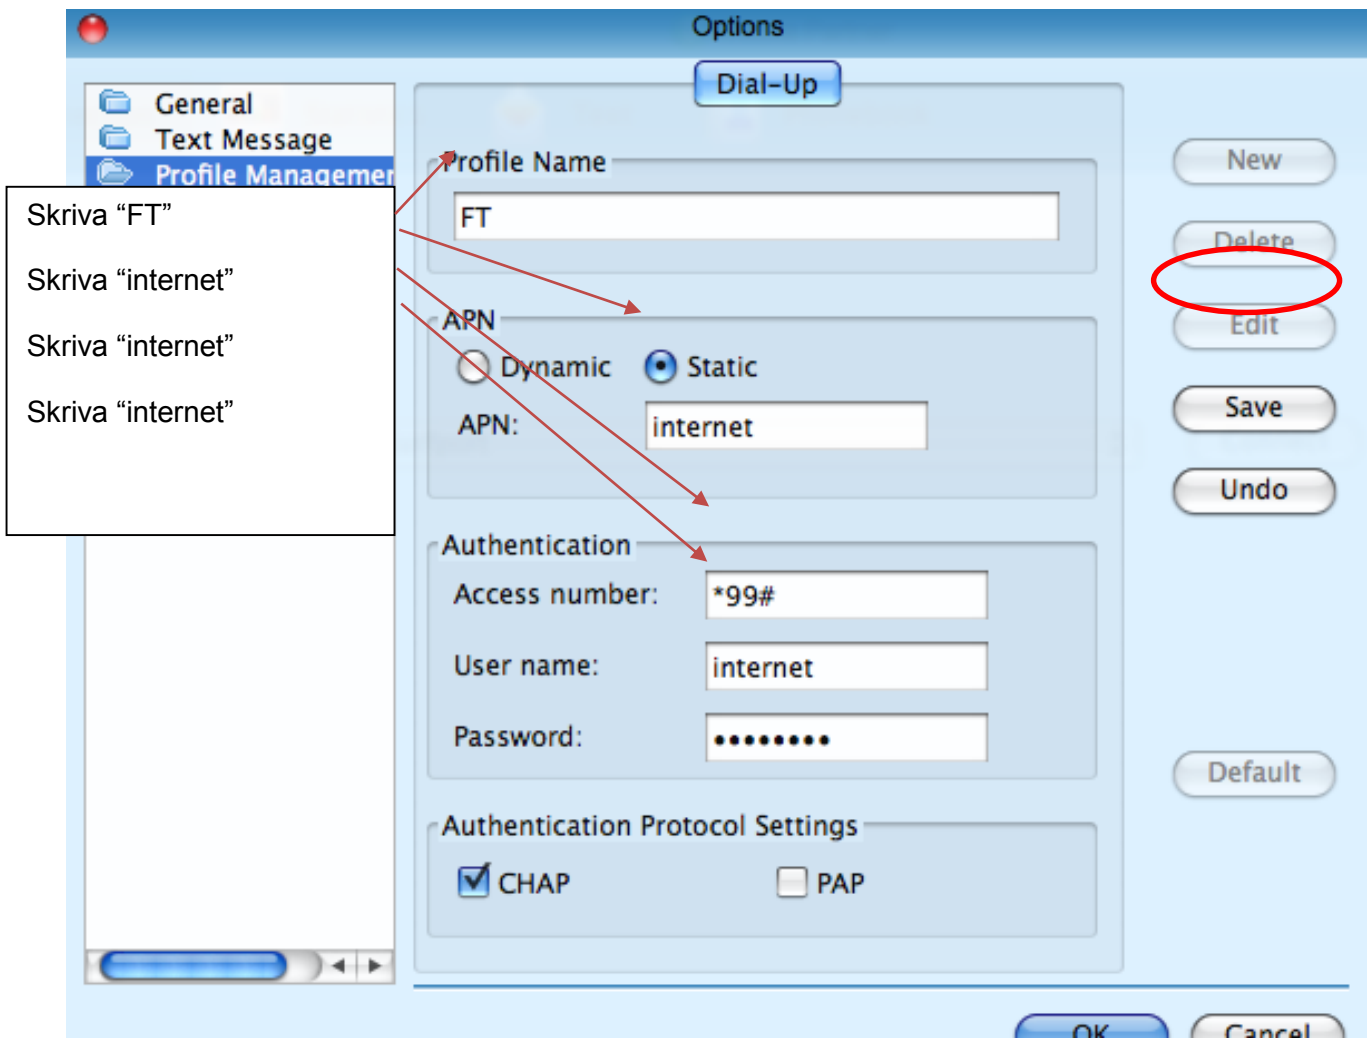 Options
General
Text Message
Profile Managemen
Skriva “FT”
Skriva “internet”
Skriva “internet”
Skriva “internet”
Dial-Up
Profile Name
FT
APN
Dynamic
Static
APN:
internet
Authentication
Access number:
*99#
User name:
internet
Password:
••••••••
Authentication Protocol Settings
CHAP
PAP
New
Delete
Edit
Save
Undo
Default
OK
Cancel